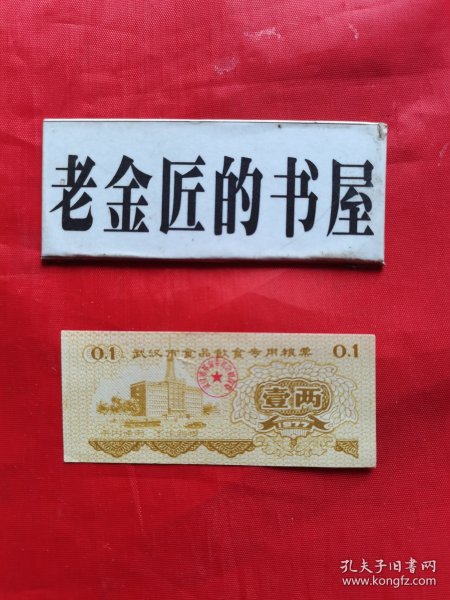 老金匠的书屋
0.1 武汉市食品飲食专用粮票 0.1
壹两
1977
孔夫子旧书网
www.kongfz.com